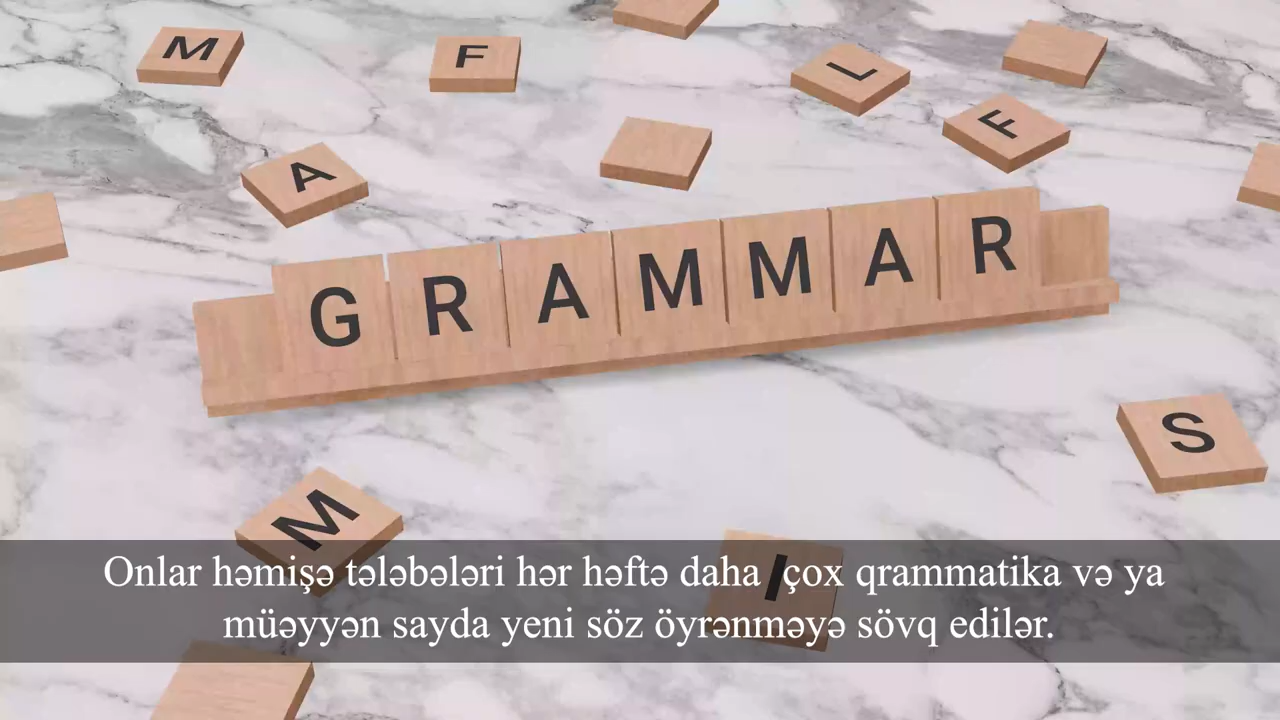 M
F
L
F
A
GRAMMAR
S
M
I
Onlar həmişə tələbələri hər həftə daha çox qrammatika və ya
müəyyən sayda yeni söz öyrənməyə sövq edilər.